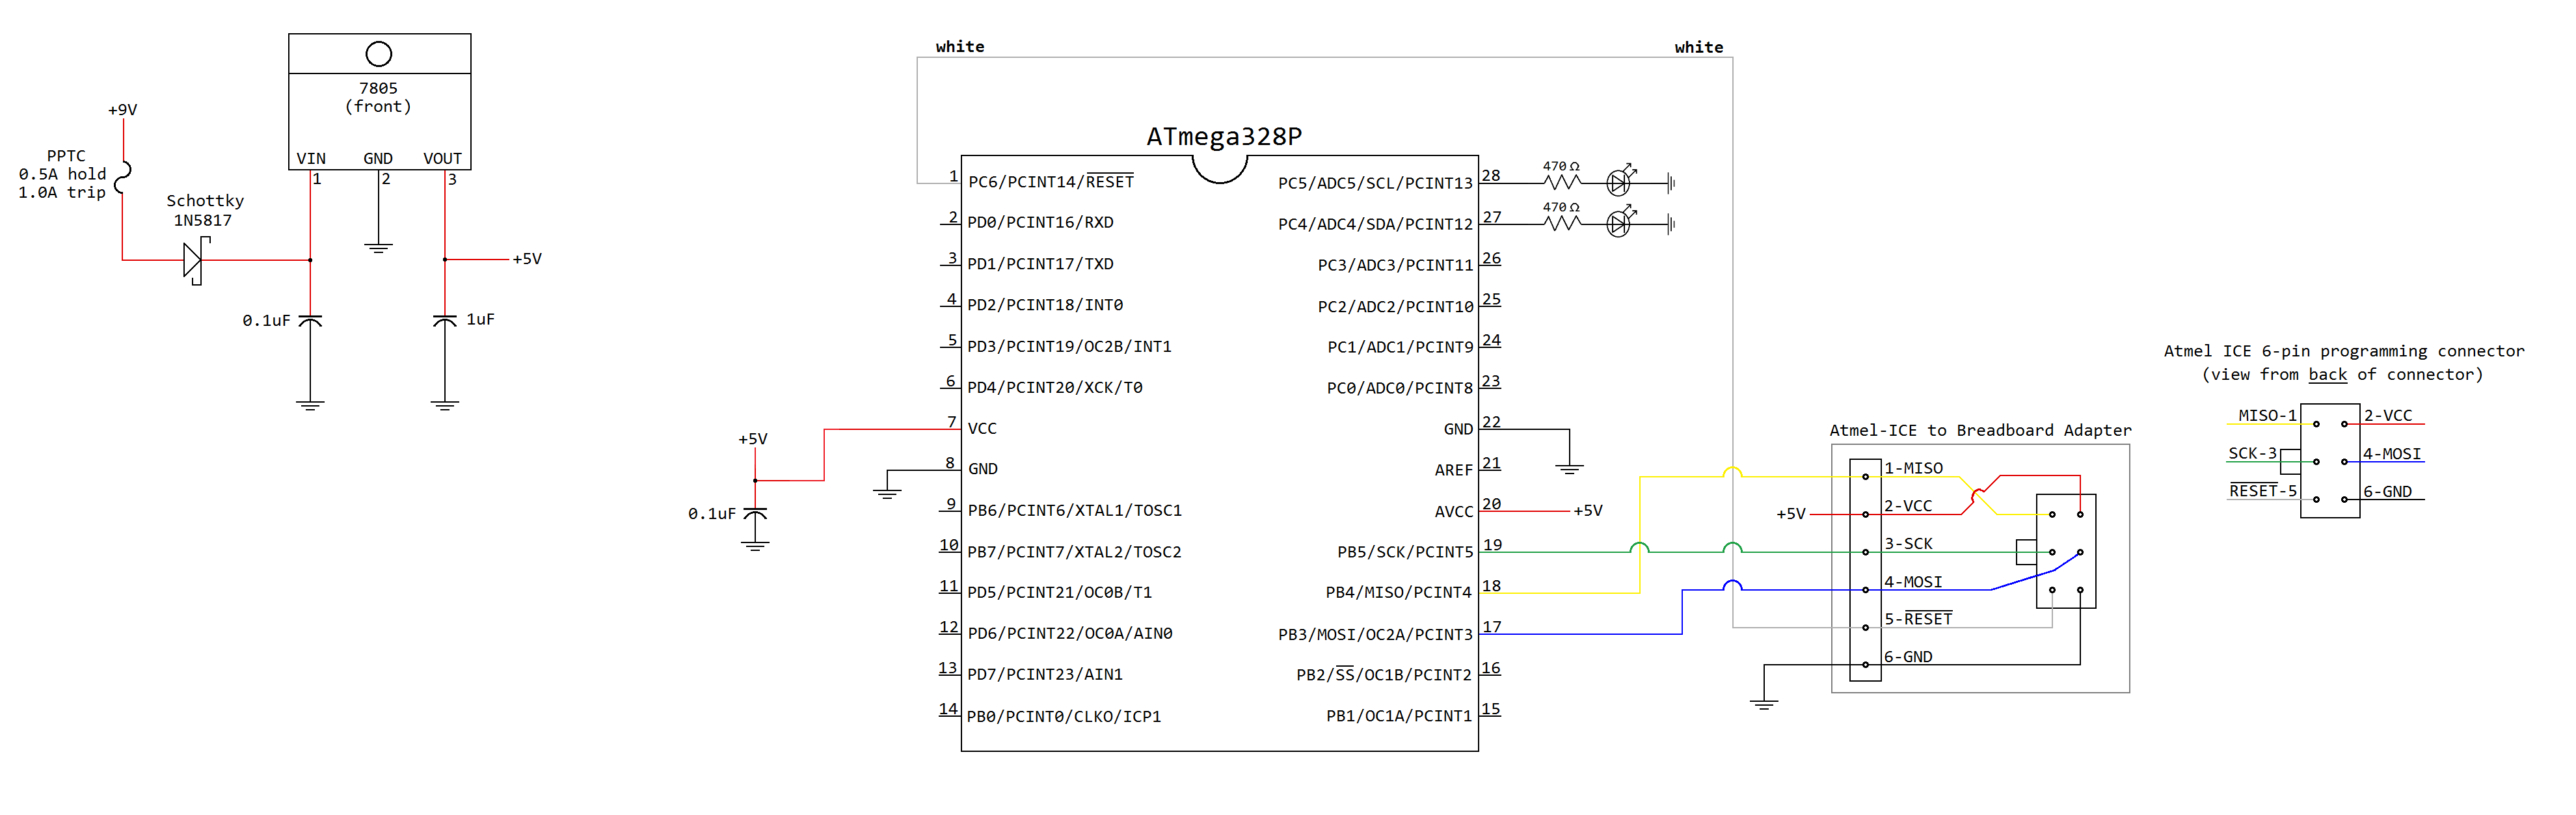 white
white
7805
(front)
+9V
VIN
GND
VOUT
1
2
3
PPTC
0.5A hold
1.0A trip
Schottky
1N5817
+5V
0.1uF
1uF
ATmega328P
1
PC6/PCINT14/RESET
2
PD0/PCINT16/RXD
3
PD1/PCINT17/TXD
4
PD2/PCINT18/INT0
5
PD3/PCINT19/OC2B/INT1
6
PD4/PCINT20/XCK/T0
7
VCC
8
GND
9
PB6/PCINT6/XTAL1/TOSC1
10
PB7/PCINT7/XTAL2/TOSC2
11
PD5/PCINT21/OC0B/T1
12
PD6/PCINT22/OC0A/AIN0
13
PD7/PCINT23/AIN1
14
PB0/PCINT0/CLKO/ICP1
PC5/ADC5/SCL/PCINT13
28
470 Ω
PC4/ADC4/SDA/PCINT12
27
470 Ω
PC3/ADC3/PCINT11
26
PC2/ADC2/PCINT10
25
PC1/ADC1/PCINT9
24
PC0/ADC0/PCINT8
23
GND
22
AREF
21
AVCC
20
+5V
PB5/SCK/PCINT5
19
PB4/MISO/PCINT4
18
PB3/MOSI/OC2A/PCINT3
17
PB2/SS/OC1B/PCINT2
16
PB1/OC1A/PCINT1
15
+5V
0.1uF
Atmel-ICE to Breadboard Adapter
1-MISO
+5V
2-VCC
3-SCK
4-MOSI
5-RESET
6-GND
Atmel ICE 6-pin programming connector
(view from back of connector)
MISO-1
2-VCC
SCK-3
4-MOSI
RESET-5
6-GND